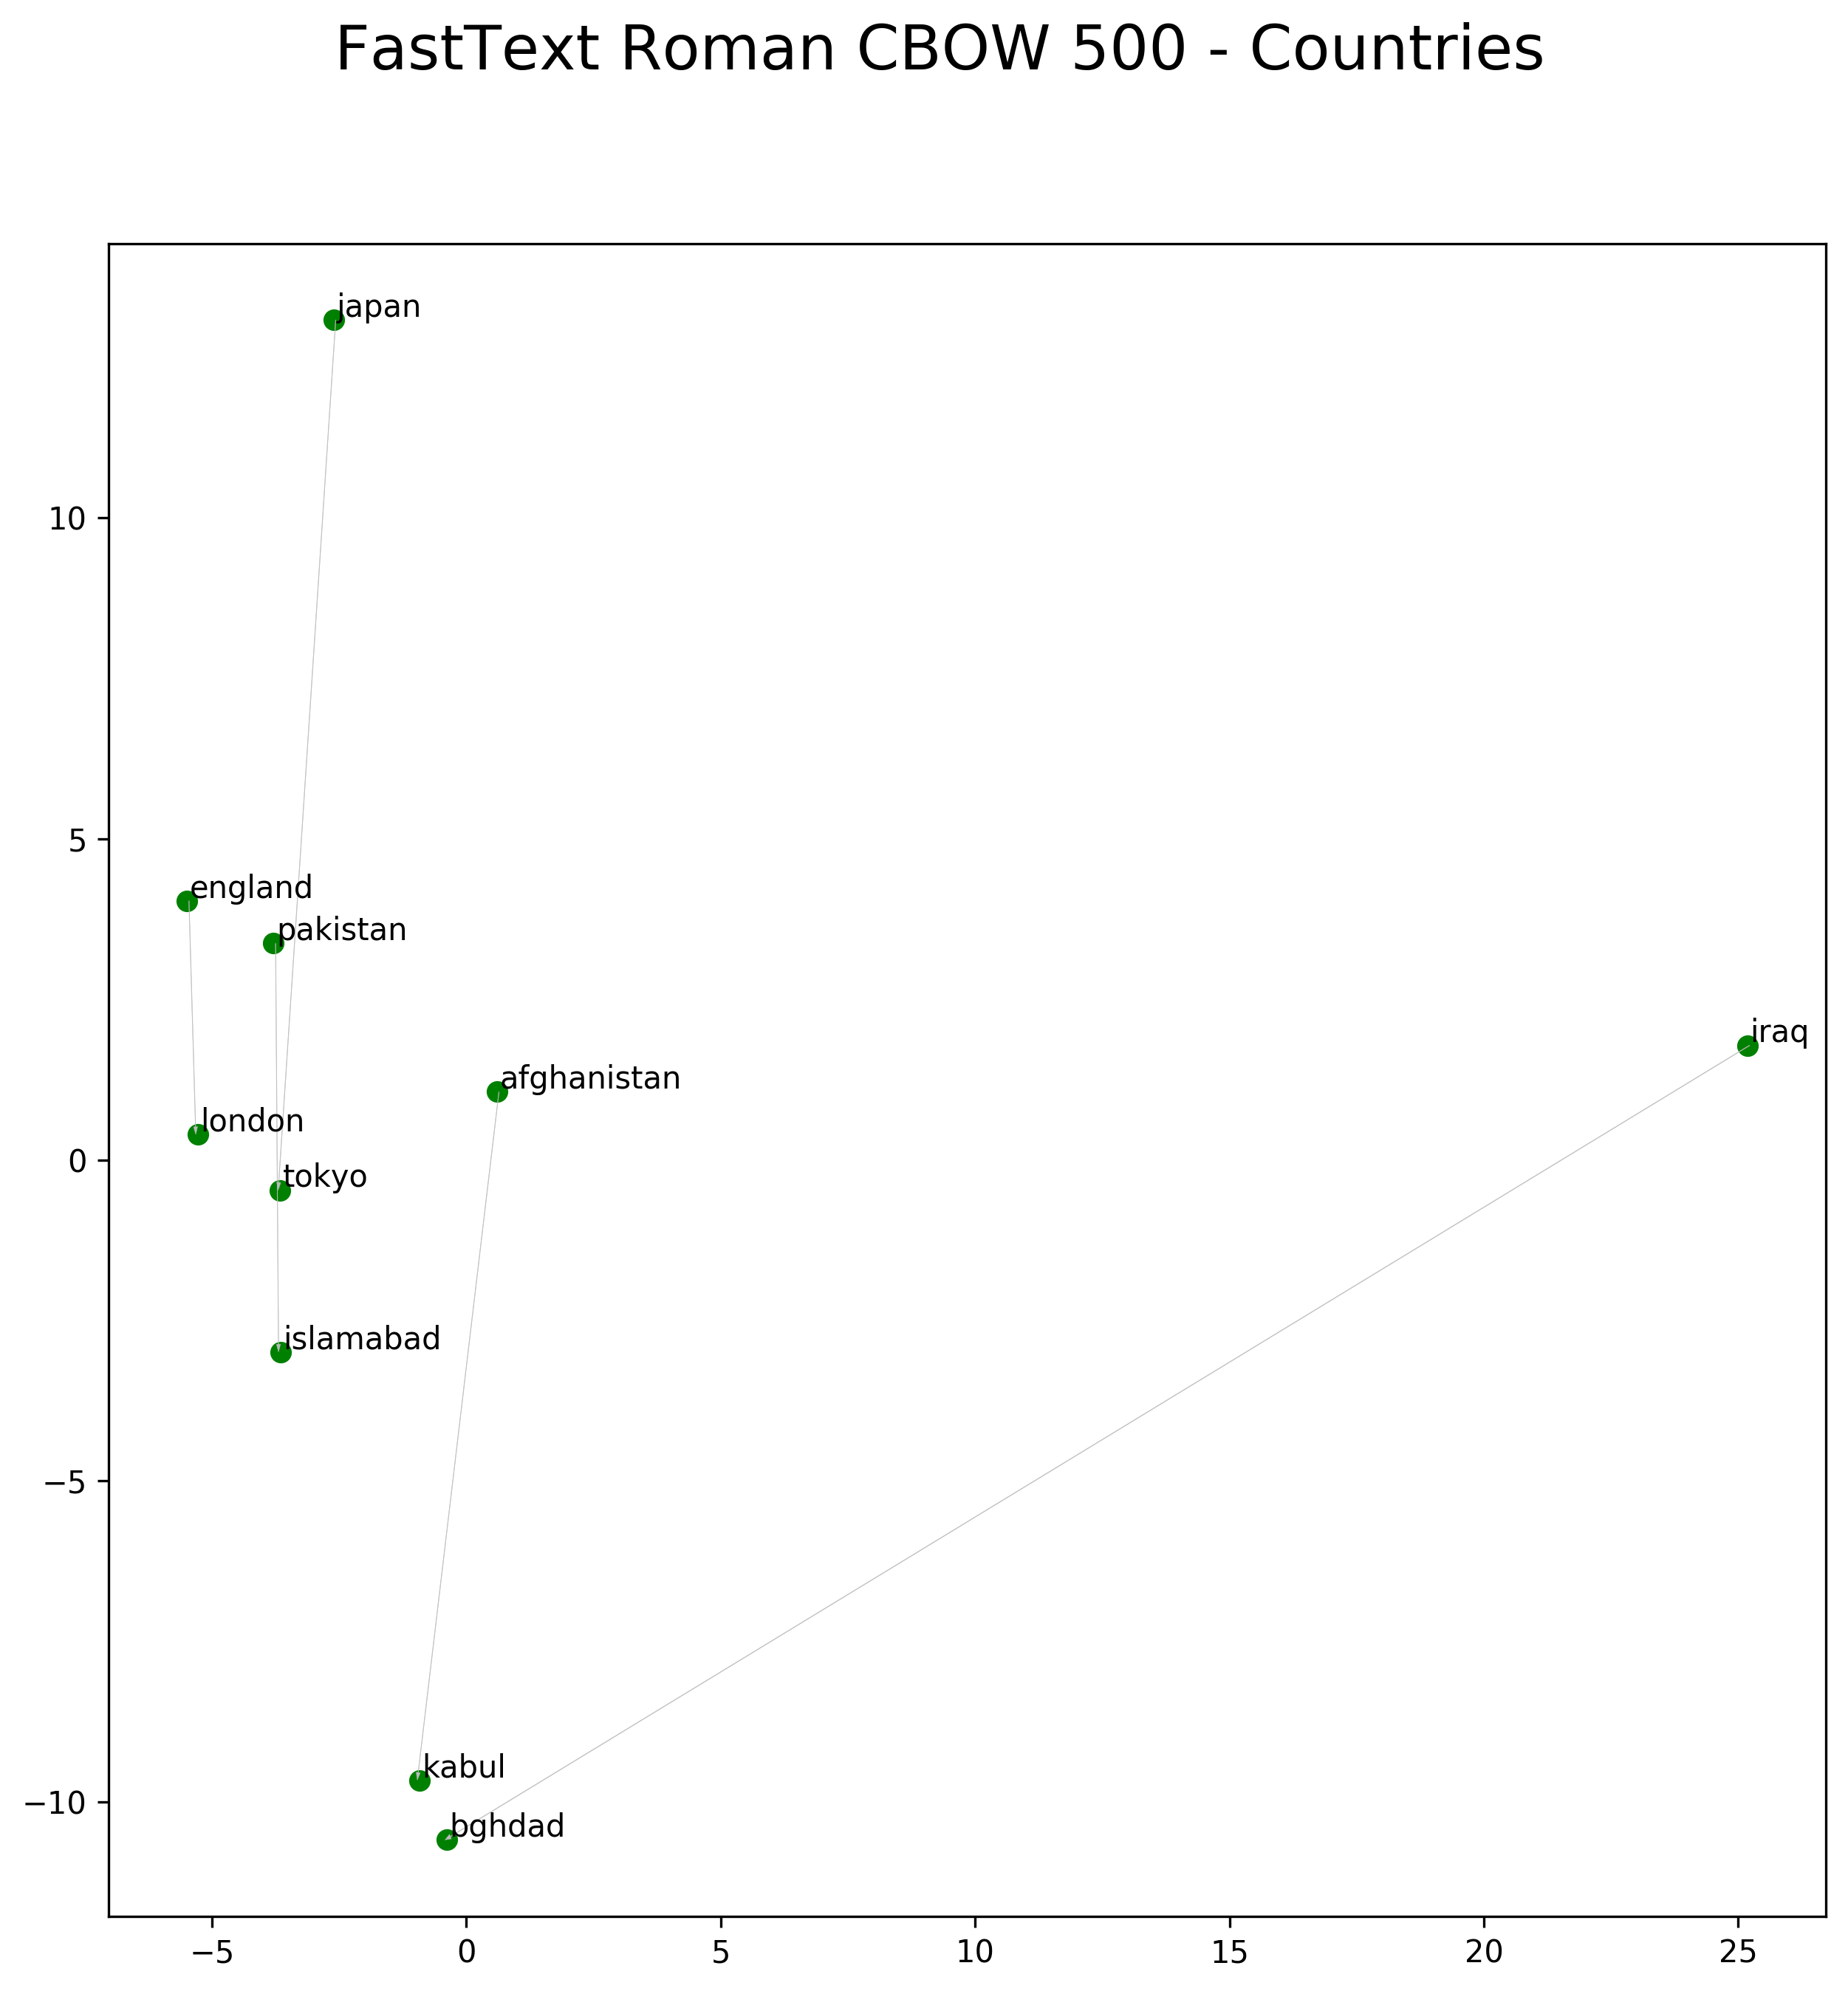 FastText Roman CBOW 500 - Countries
japan
10
5
england
pakistan
iraq
afghanistan
london
0
tokyo
islamabad
−5
kabul
−10
bghdad
−5 0 5 10 15 20 25